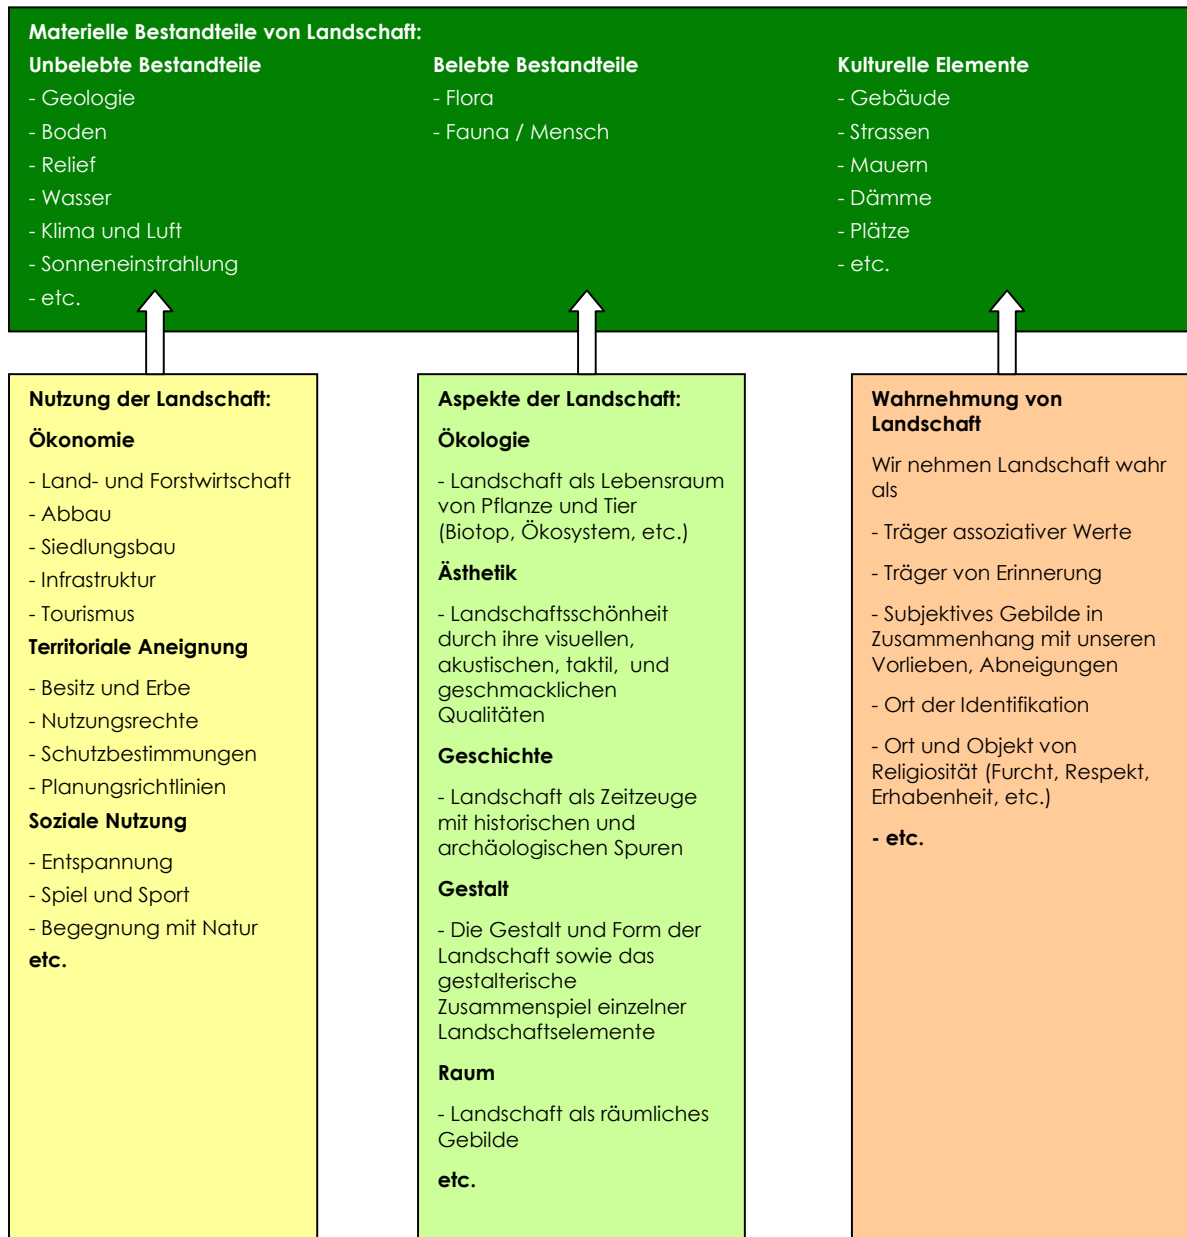 Materielle Bestandteile von Landschaft:
Unbelebte Bestandteile
- Geologie
- Boden
- Relief
- Wasser
- Klima und Luft
- Sonneneinstrahlung
- etc.
Belebte Bestandteile
- Flora
- Fauna / Mensch
Kulturelle Elemente
- Gebäude
- Strassen
- Mauern
- Dämme
- Plätze
- etc.
Nutzung der Landschaft:
Ökonomie
- Land- und Forstwirtschaft
- Abbau
- Siedlungsbau
- Infrastruktur
- Tourismus
Territoriale Aneignung
- Besitz und Erbe
- Nutzungsrechte
- Schutzbestimmungen
- Planungsrichtlinien
Soziale Nutzung
- Entspannung
- Spiel und Sport
- Begegnung mit Natur
etc.
Aspekte der Landschaft:
Ökologie
- Landschaft als Lebensraum
von Pflanze und Tier
(Biotop, Ökosystem, etc.)
Ästhetik
- Landschaftsschönheit
durch ihre visuellen,
akustischen, taktil, und
geschmacklichen
Qualitäten
Geschichte
- Landschaft als Zeitzeuge
mit historischen und
archäologischen Spuren
Gestalt
- Die Gestalt und Form der
Landschaft sowie das
gestalterische
Zusammenspiel einzelner
Landschaftselemente
Raum
- Landschaft als räumliches
Gebilde
etc.
Wahrnehmung von
Landschaft
Wir nehmen Landschaft wahr
als
- Träger assoziativer Werte
- Träger von Erinnerung
- Subjektives Gebilde in
Zusammenhang mit unseren
Vorlieben, Abneigungen
- Ort der Identifikation
- Ort und Objekt von
Religiosität (Furcht, Respekt,
Erhabenheit, etc.)
- etc.